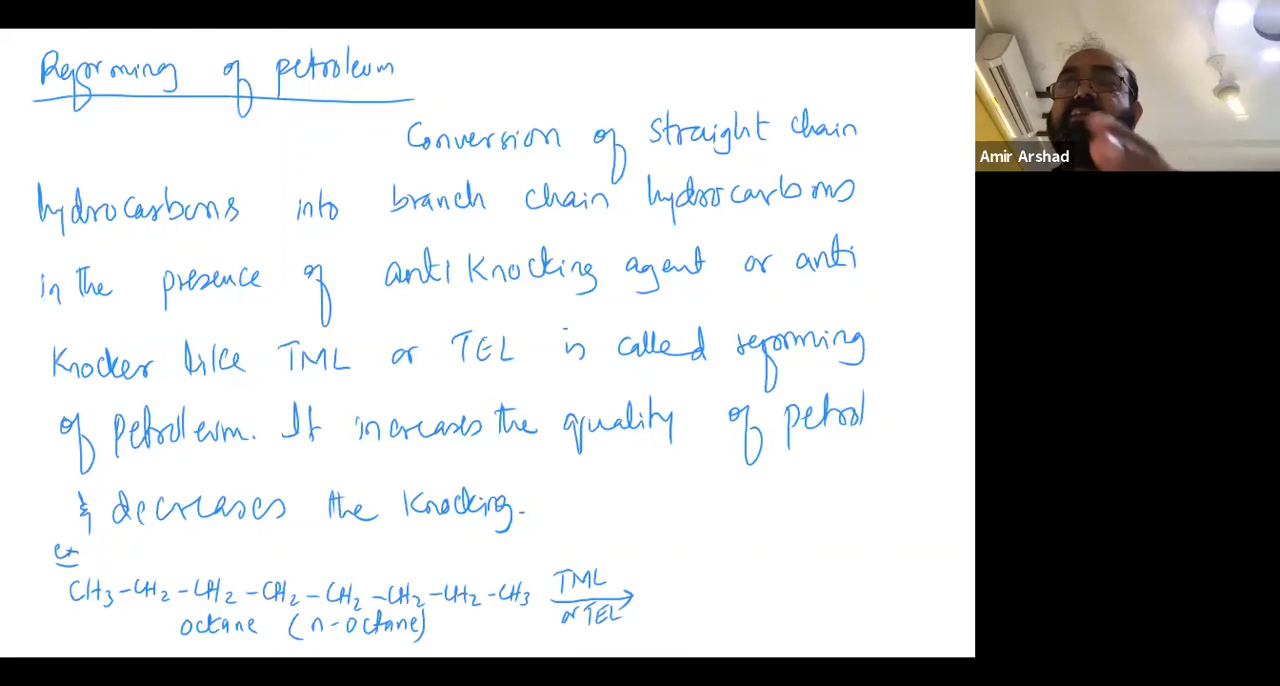 Reforming of petroleum
Conversion of straight chain
hydrocarbons into branch chain hydrocarbons
in the presence of anti knocking agent or anti
Knocker like TML or TEL is called reforming
of petroleum. It increases the quality of petrol
& decreases the knocking.
ex
CH3-CH2-CH2-CH2-CH2-CH2-CH2-CH3 TML
or TEL
octane (n-octane)
Amir Arshad